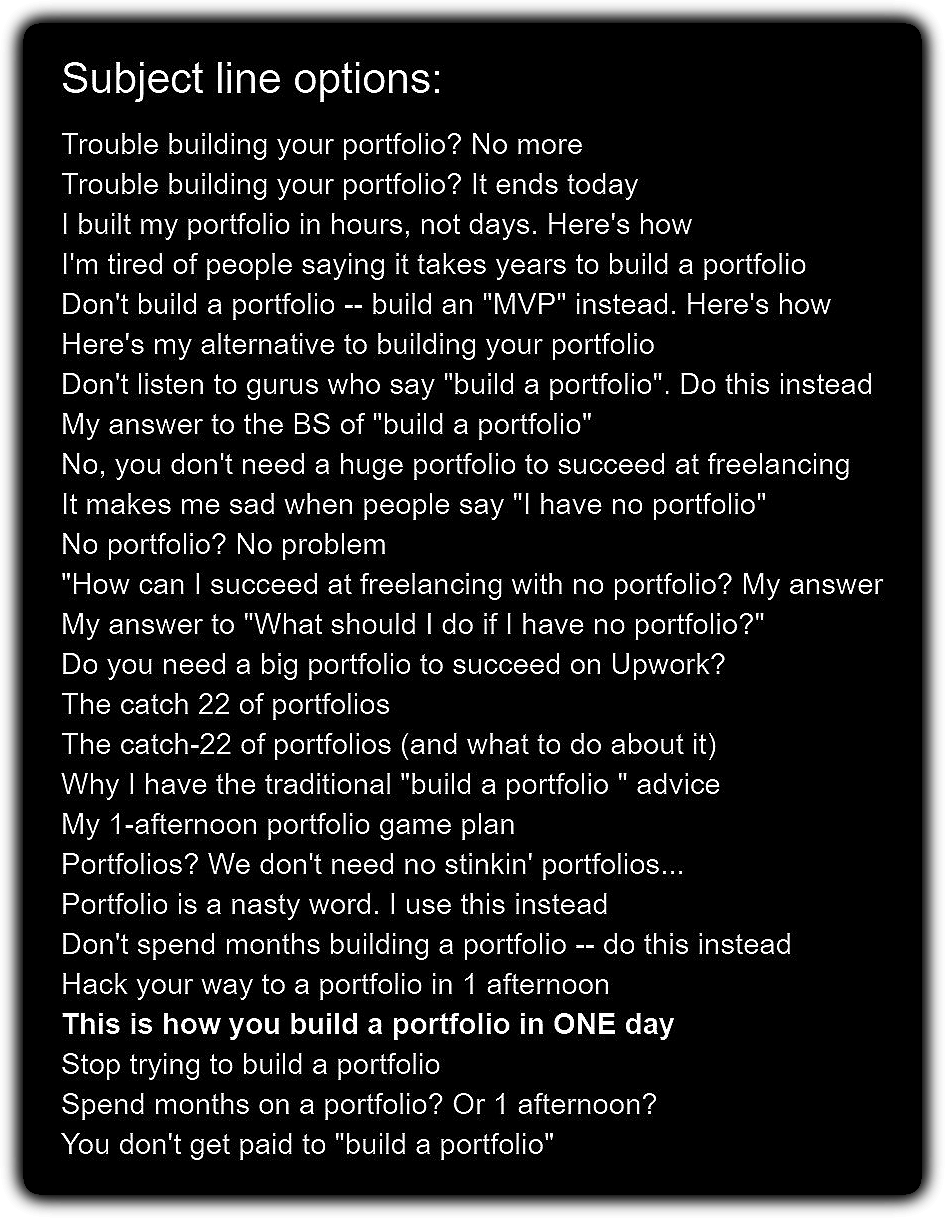 Subject line options:
Trouble building your portfolio? No more
Trouble building your portfolio? It ends today
I built my portfolio in hours, not days. Here's how
I'm tired of people saying it takes years to build a portfolio
Don't build a portfolio -- build an "MVP" instead. Here's how
Here's my alternative to building your portfolio
Don't listen to gurus who say "build a portfolio". Do this instead
My answer to the BS of "build a portfolio"
No, you don't need a huge portfolio to succeed at freelancing
It makes me sad when people say "I have no portfolio"
No portfolio? No problem
"How can I succeed at freelancing with no portfolio? My answer
My answer to "What should I do if I have no portfolio?"
Do you need a big portfolio to succeed on Upwork?
The catch 22 of portfolios
The catch-22 of portfolios (and what to do about it)
Why I have the traditional "build a portfolio " advice
My 1-afternoon portfolio game plan
Portfolios? We don't need no stinkin' portfolios...
Portfolio is a nasty word. I use this instead
Don't spend months building a portfolio -- do this instead
Hack your way to a portfolio in 1 afternoon
This is how you build a portfolio in ONE day
Stop trying to build a portfolio
Spend months on a portfolio? Or 1 afternoon?
You don't get paid to "build a portfolio"